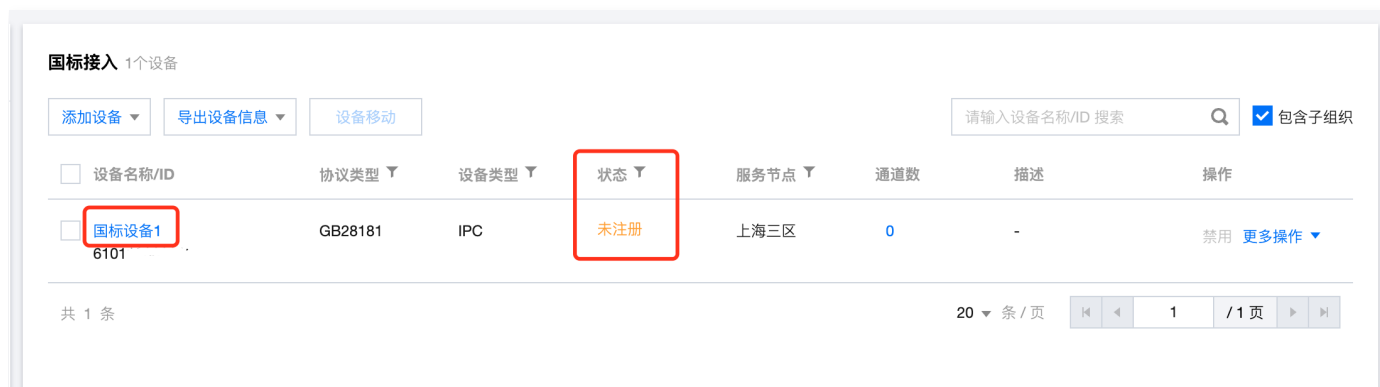 国标接入 1个设备
添加设备 导出设备信息 设备移动 请输入设备名称/ID 搜索 包含子组织
设备名称/ID 协议类型 设备类型 状态 服务节点 通道数 描述 操作
国标设备1 GB28181 IPC 未注册 上海三区 0 - 禁用 更多操作
6101
共 1 条 20 条 / 页 1 / 1 页